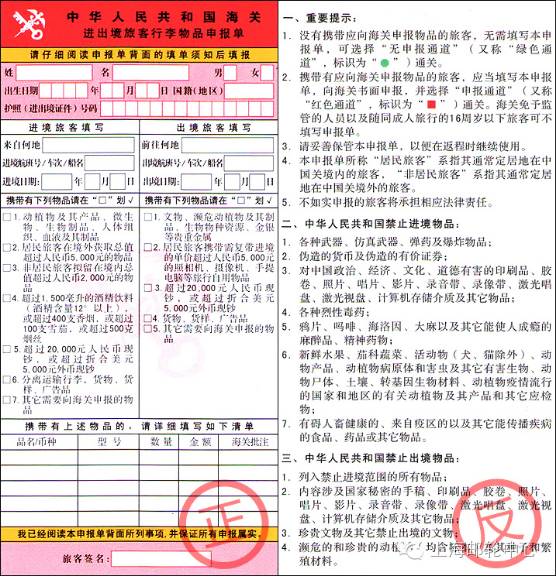 中华人民共和国海关
进出境旅客行李物品申报单
请仔细阅读申报单背面的填单须知后填报
姓 名 男 女
出生日期 年 月 日 国籍(地区)
护照(进出境证件)号码
进境旅客填写
来自何地
进境航班号/车次/船名
进境日期: 年 月 日
携带有下列物品请在“□”划√
□1. 动植物及其产品、微生
物、生物制品、人体组
织、血液及其制品
□2. 居民旅客在境外获取总值
超过人民币5,000元的物品
□3. 非居民旅客拟留在境内总
值超过人民币2,000元的物品
□4. 超过1,500毫升的酒精饮料
(酒精含量12°以上),
或超过400支香烟,或超过
100支雪茄,或超过500克
烟丝
□5. 超过20,000元人民币现
钞,或超过折合美元
5,000元外币现钞
□6. 分离运输行李、货物、货
样、广告品
□7. 其它需要向海关申报的物
品
出境旅客填写
前往何地
出境航班号/车次/船名
出境日期: 年 月 日
携带有下列物品请在“□”划√
□1. 文物、濒危动植物及其制
品、生物物种资源、金银
等贵重金属
□2. 居民旅客携带需复带进境
的单价超过人民币5,000元
的照相机、摄像机、手提
电脑等旅行自用物品
□3. 超过20,000元人民币现
钞,或超过折合美元
5,000元外币现钞
□4. 货物、货样、广告品
□5. 其它需要向海关申报的物
品
携带有上述物品的,请详细填写如下清单
品名/币种 型号 数量 金额 海关批注
正
我已经阅读本申报单背面所列事项,并保证所有申报属实。
旅客签名:
一、重要提示:
1. 没有携带应向海关申报物品的旅客,无需填写本申
报单,可选择“无申报通道”(又称“绿色通
道”,标识为“●”)通关。
2. 携带有应向海关申报物品的旅客,应当填写本申报
单,向海关书面申报,并选择“申报通道”(又称
“红色通道”,标识为“■”)通关。海关免予监
管的人员以及随同成人旅行的16周岁以下旅客可不
填写申报单。
3. 请妥善保管本申报单,以便在返程时继续使用。
4. 本申报单所称“居民旅客”系指其通常定居地在中
国关境内的旅客,“非居民旅客”系指其通常定居
地在中国关境外的旅客。
5. 不如实申报的旅客将承担相应法律责任。
二、中华人民共和国禁止进境物品:
1. 各种武器、仿真武器、弹药及爆炸物品;
2. 伪造的货币及伪造的有价证券;
3. 对中国政治、经济、文化、道德有害的印刷品、胶
卷、照片、唱片、影片、录音带、录像带、激光唱
盘、激光视盘、计算机存储介质及其它物品;
4. 各种烈性毒药;
5. 鸦片、吗啡、海洛因、大麻以及其它能使人成瘾的
麻醉品、精神药物;
6. 新鲜水果、茄科蔬菜、活动物(犬、猫除外)、动
物产品、动植物病原体和害虫及其它有害生物、动
物尸体、土壤、转基因生物材料、动植物疫情流行
的国家和地区的有关动植物及其产品和其它应检
物;
7. 有碍人畜健康的、来自疫区的以及其它能传播疾病
的食品、药品或其它物品。
三、中华人民共和国禁止出境物品:
1. 列入禁止进境范围的所有物品;
2. 内容涉及国家秘密的手稿、印刷品、胶卷、照片、
唱片、影片、录音带、录像带、激光唱盘、激光视
盘、计算机存储介质及其它物品;
3. 珍贵文物及其它禁止出境的文物;
4. 濒危的和珍贵的动植物(均含标本)及其种子和繁
殖材料。
反
上海邮轮中心